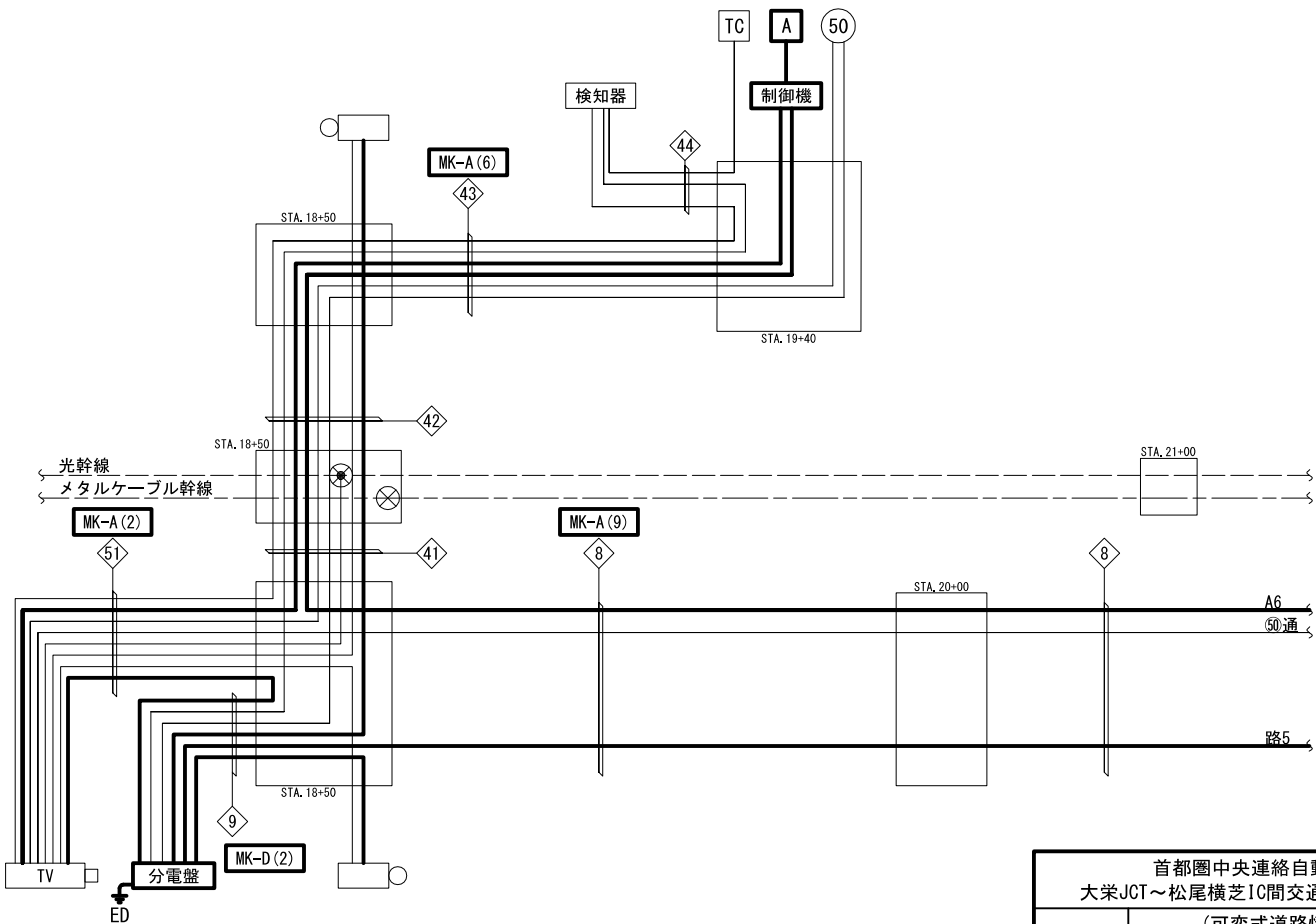 TC
A
50
検知器
制御機
44
MK-A(6)
43
STA.18+50
STA.19+40
42
STA.18+50
光幹線
メタルケーブル幹線
STA.21+00
MK-A(2)
51
MK-A(9)
8
41
8
STA.20+00
A6
㊿通
路5
STA.18+50
9
MK-D(2)
TV
分電盤
ED
首都圏中央連絡自動
大栄JCT～松尾横芝IC間交通